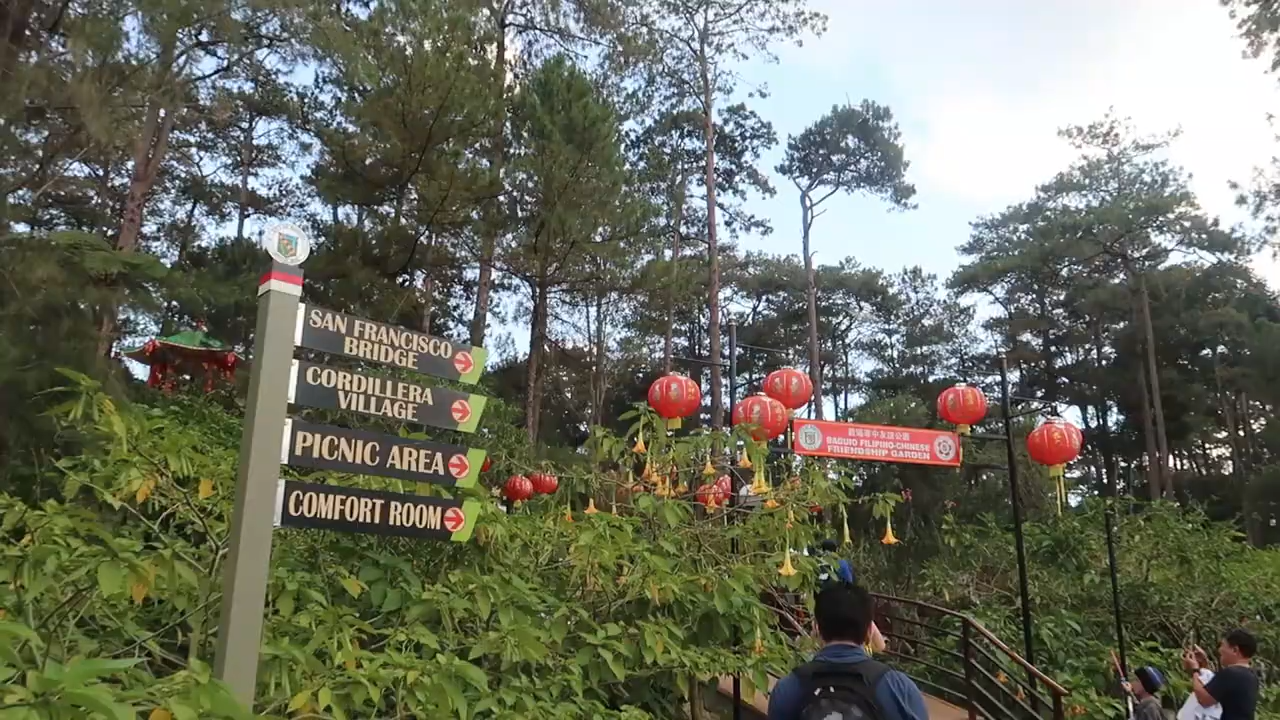 SAN FRANCISCO
BRIDGE
CORDILLERA
VILLAGE
PICNIC AREA
COMFORT ROOM
BAGUIO FILIPINO-CHINESE
FRIENDSHIP GARDEN